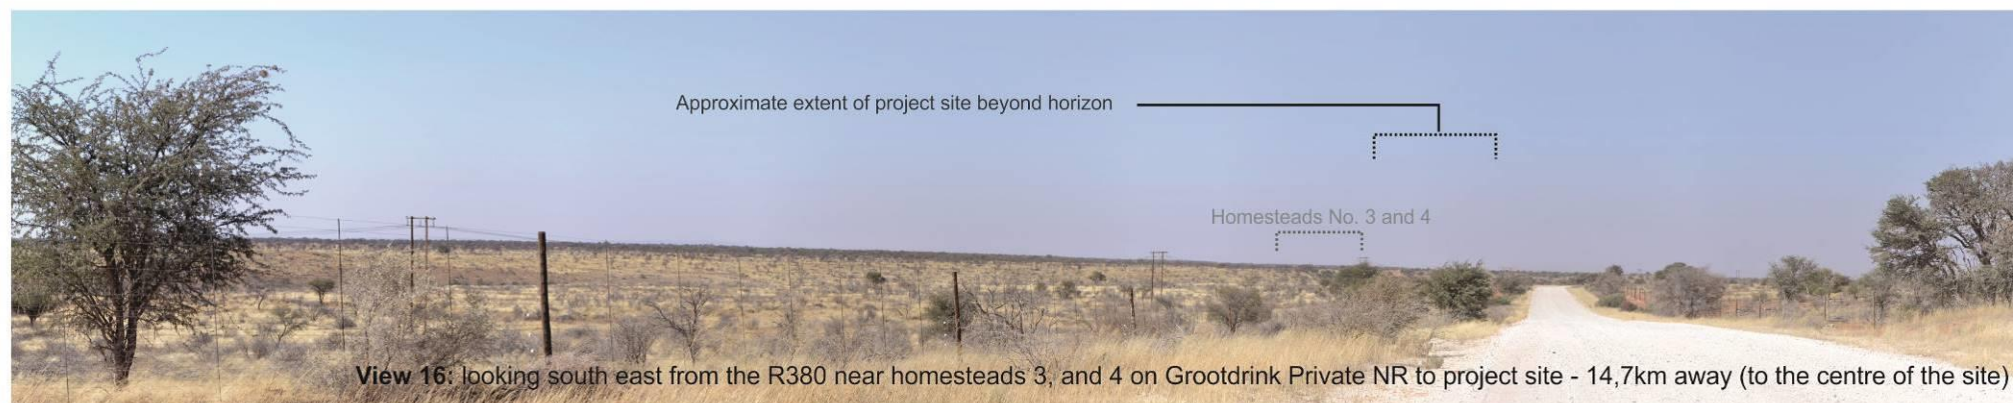 Approximate extent of project site beyond horizon
Homesteads No. 3 and 4
View 16: looking south east from the R380 near homesteads 3, and 4 on Grootdrink Private NR to project site - 14,7km away (to the centre of the site)